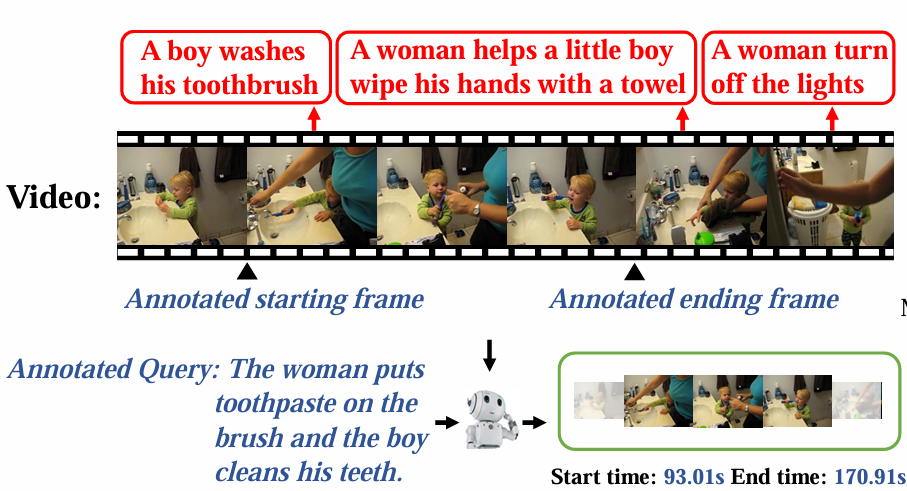 A boy washes
his toothbrush
A woman helps a little boy
wipe his hands with a towel
A woman turn
off the lights
Video:
Annotated starting frame
Annotated ending frame
Annotated Query: The woman puts
toothpaste on the
brush and the boy
cleans his teeth.
Start time: 93.01s End time: 170.91s